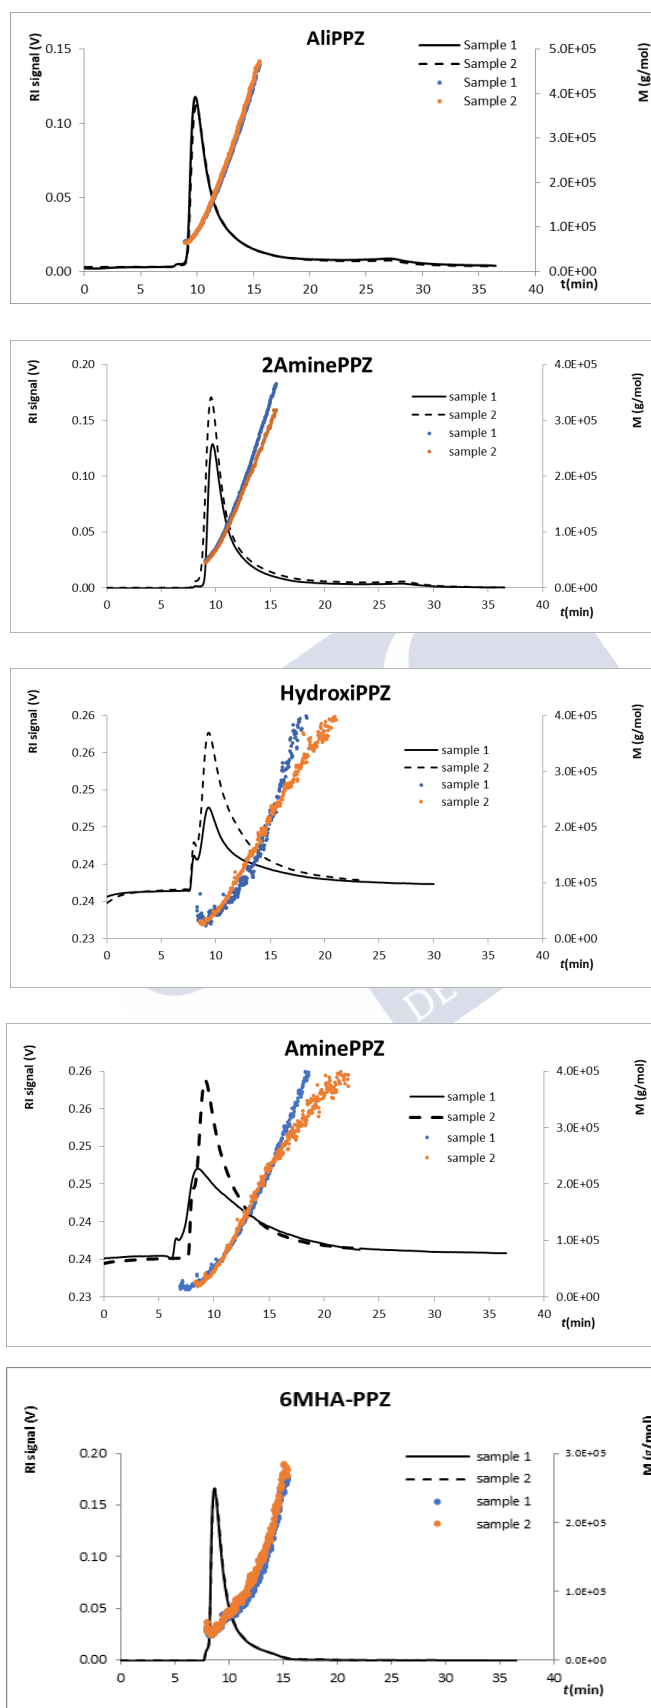 AliPPZ
RI signal (V)
M (g/mol)
Sample 1
Sample 2
Sample 1
Sample 2
0.15
0.10
0.05
0.00
5.0E+05
4.0E+05
3.0E+05
2.0E+05
1.0E+05
0.0E+00
0 5 10 15 20 25 30 35 40
t(min)
2AminePPZ
RI signal (V)
M (g/mol)
sample 1
sample 2
sample 1
sample 2
0.20
0.15
0.10
0.05
0.00
4.0E+05
3.0E+05
2.0E+05
1.0E+05
0.0E+00
0 5 10 15 20 25 30 35 40
t(min)
HydroxiPPZ
RI signal (V)
M (g/mol)
sample 1
sample 2
sample 1
sample 2
0.26
0.26
0.25
0.25
0.24
0.24
0.23
4.0E+05
3.0E+05
2.0E+05
1.0E+05
0.0E+00
0 5 10 15 20 25 30 35 40
t(min)
DE
AminePPZ
RI signal (V)
M (g/mol)
sample 1
sample 2
sample 1
sample 2
0.26
0.26
0.25
0.25
0.24
0.24
0.23
4.0E+05
3.0E+05
2.0E+05
1.0E+05
0.0E+00
0 5 10 15 20 25 30 35 40
t(min)
6MHA-PPZ
RI signal (V)
M (g/mol)
sample 1
sample 2
sample 1
sample 2
0.20
0.15
0.10
0.05
0.00
3.0E+05
2.0E+05
1.0E+05
0.0E+00
0 5 10 15 20 25 30 35 40
t(min)